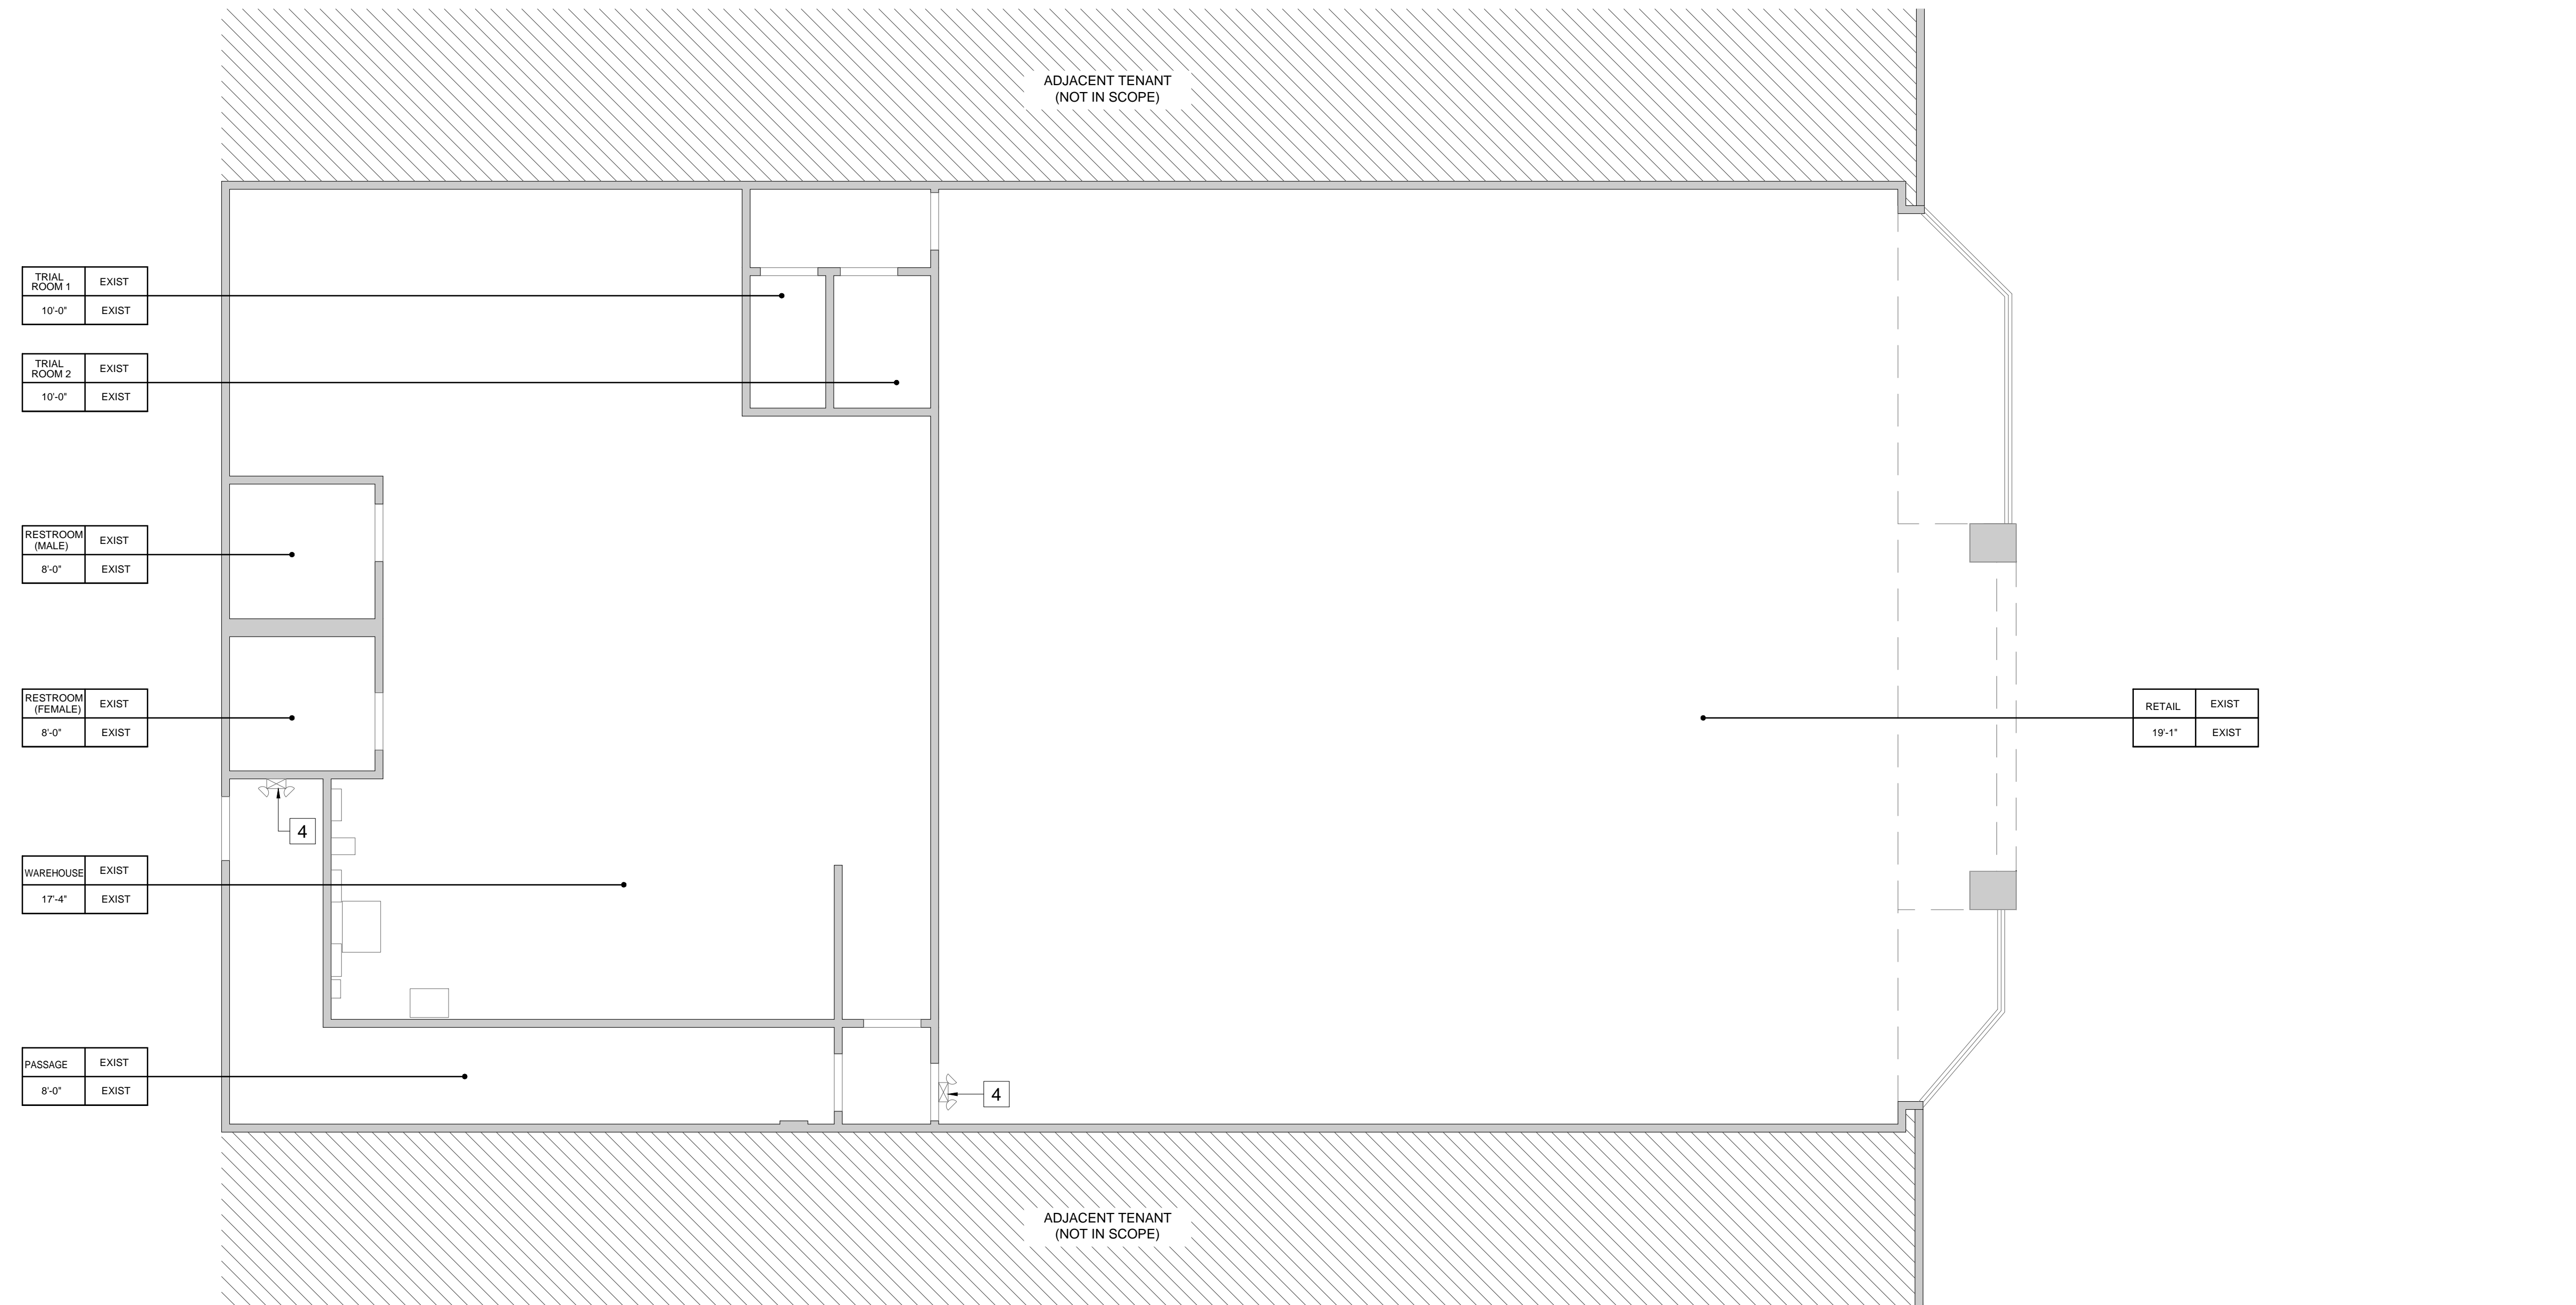 ADJACENT TENANT
(NOT IN SCOPE)
TRIAL
ROOM 1
EXIST
10'-0"
EXIST
TRIAL
ROOM 2
EXIST
10'-0"
EXIST
RESTROOM
(MALE)
EXIST
8'-0"
EXIST
RESTROOM
(FEMALE)
EXIST
8'-0"
EXIST
RETAIL
EXIST
19'-1"
EXIST
4
WAREHOUSE
EXIST
17'-4"
EXIST
PASSAGE
EXIST
8'-0"
EXIST
4
ADJACENT TENANT
(NOT IN SCOPE)